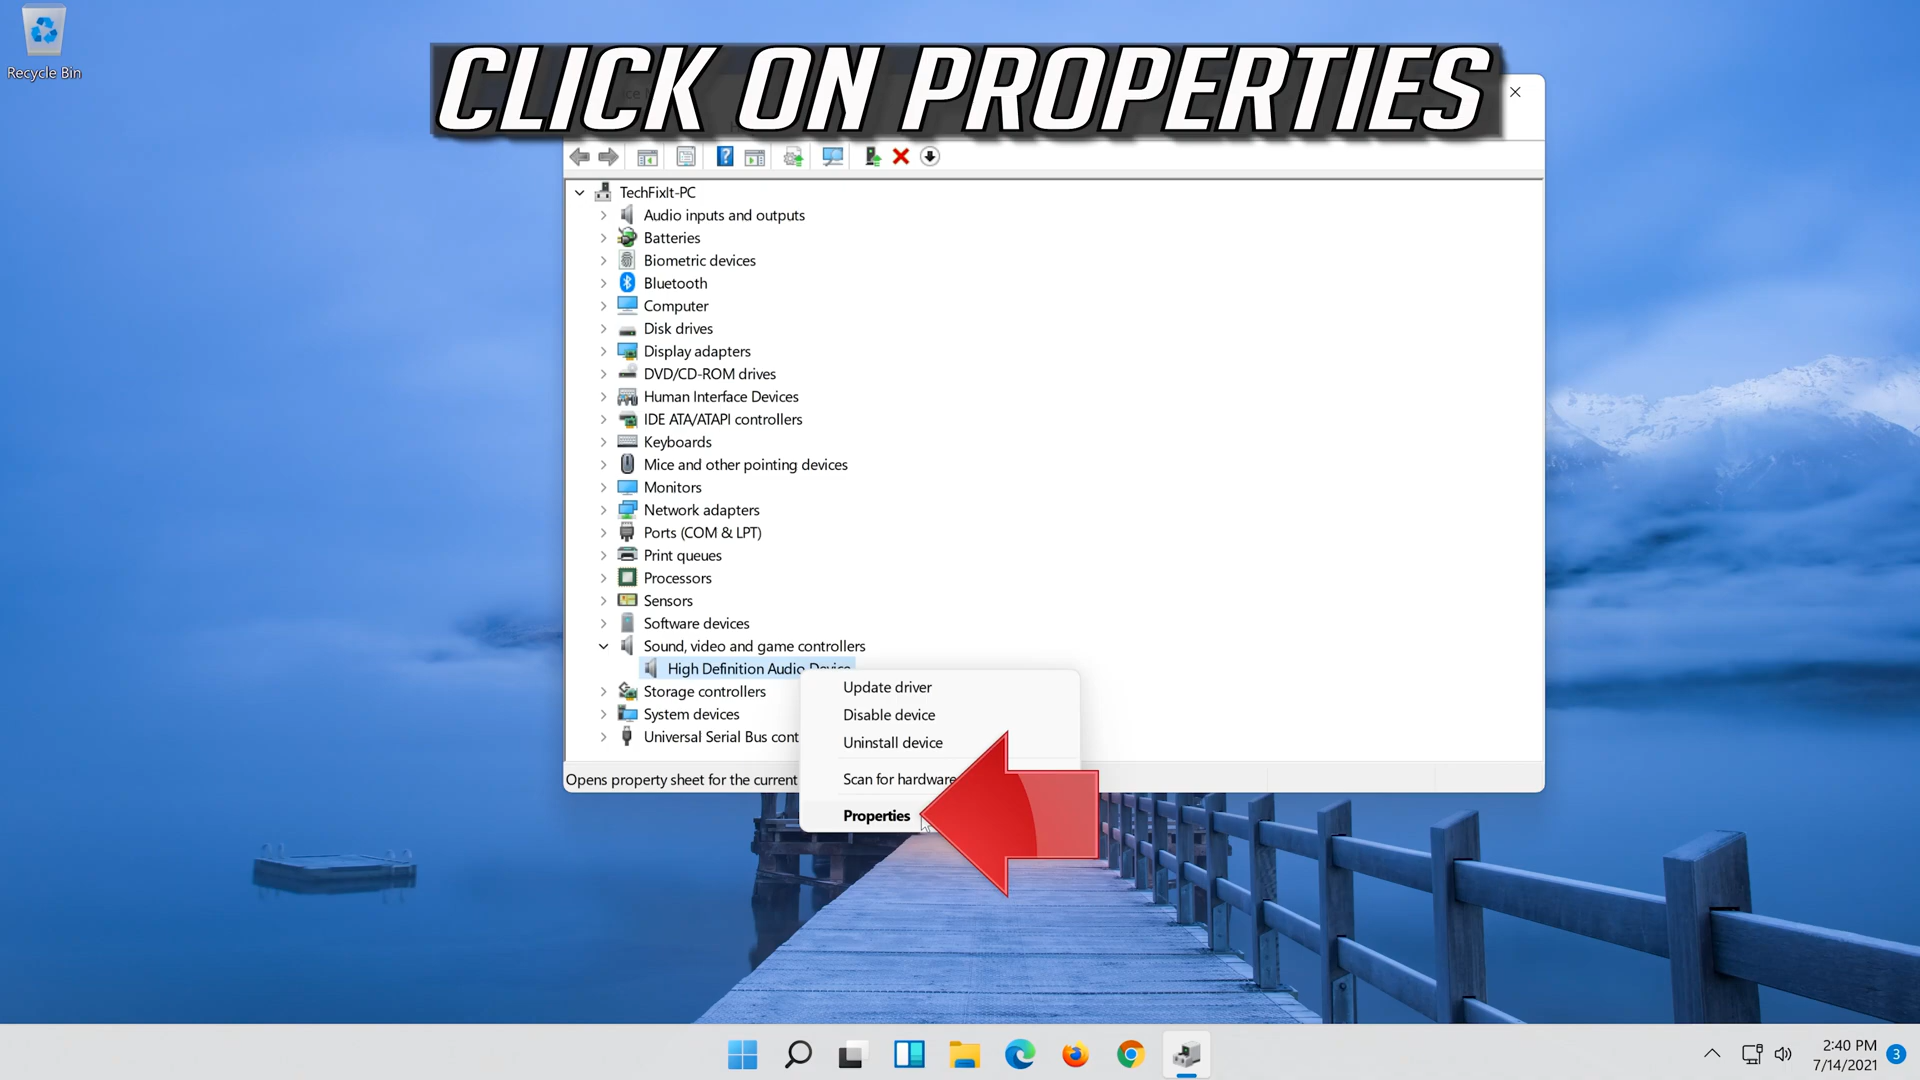 Recycle Bin
CLICK ON PROPERTIES
TechFixIt-PC
Audio inputs and outputs
Batteries
Biometric devices
Bluetooth
Computer
Disk drives
Display adapters
DVD/CD-ROM drives
Human Interface Devices
IDE ATA/ATAPI controllers
Keyboards
Mice and other pointing devices
Monitors
Network adapters
Ports (COM & LPT)
Print queues
Processors
Sensors
Software devices
Sound, video and game controllers
High Definition Audio Device
Storage controllers
System devices
Universal Serial Bus cont
Update driver
Disable device
Uninstall device
Scan for hardware
Properties
Opens property sheet for the current
2:40 PM
7/14/2021
3